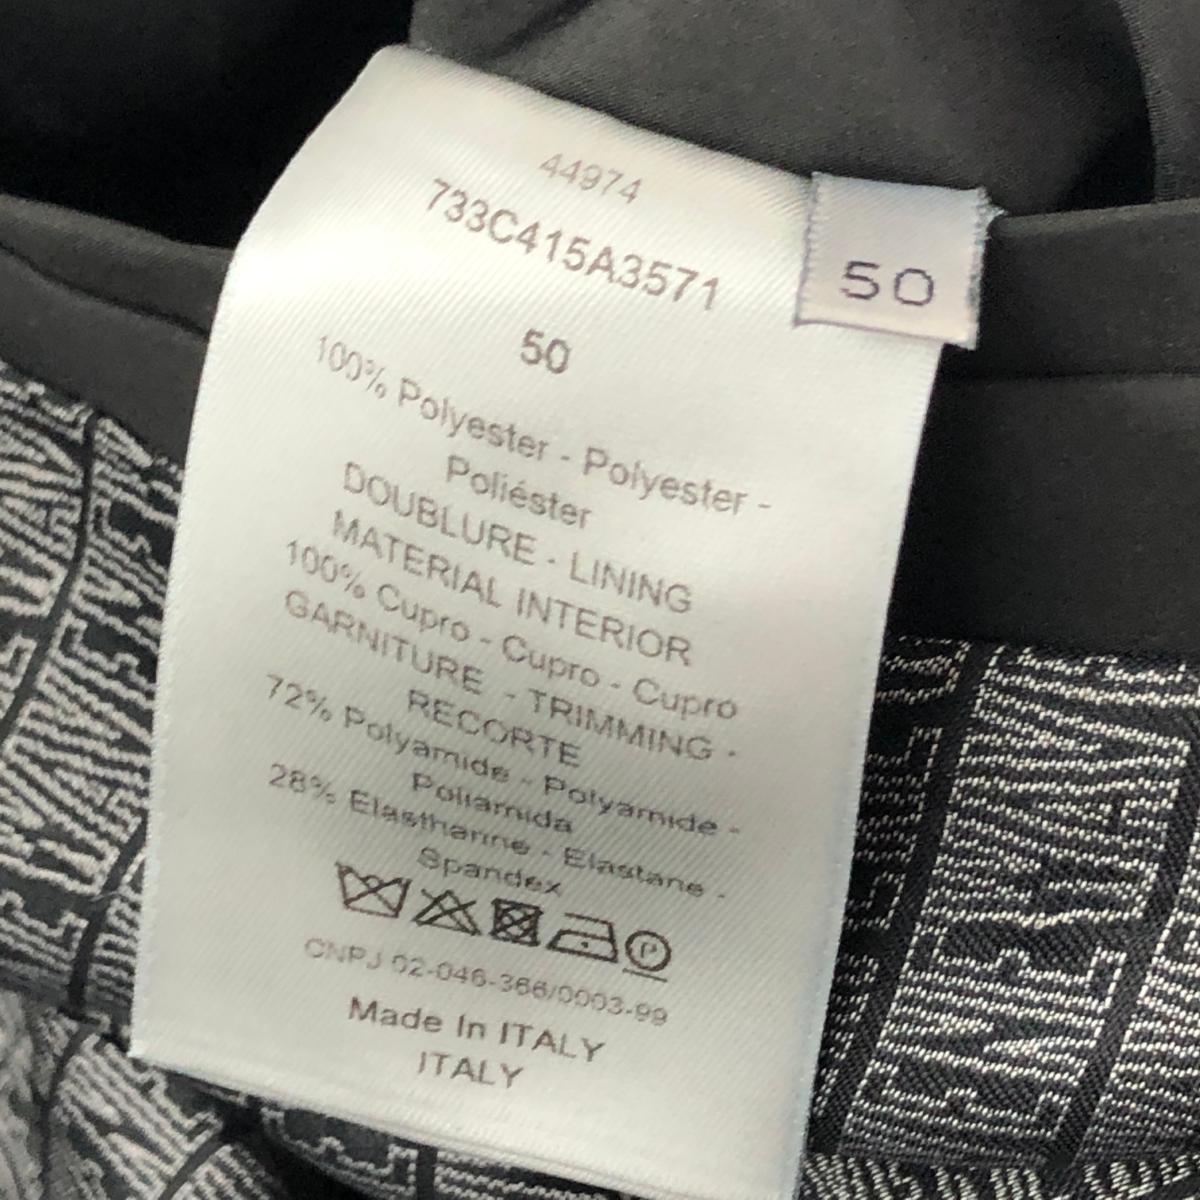 44974
733C415A3571
50
50
100% Polyester - Polyester -
Poliéster
DOUBLURE - LINING
MATERIAL INTERIOR
100% Cupro - Cupro - Cupro
GARNITURE - TRIMMING -
RECORTE
72% Polyamide - Polyamide -
Poliamida
28% Elasthanne - Elastane -
Spandex
P
CNPJ 02-046-366/0003-99
Made In ITALY
ITALY